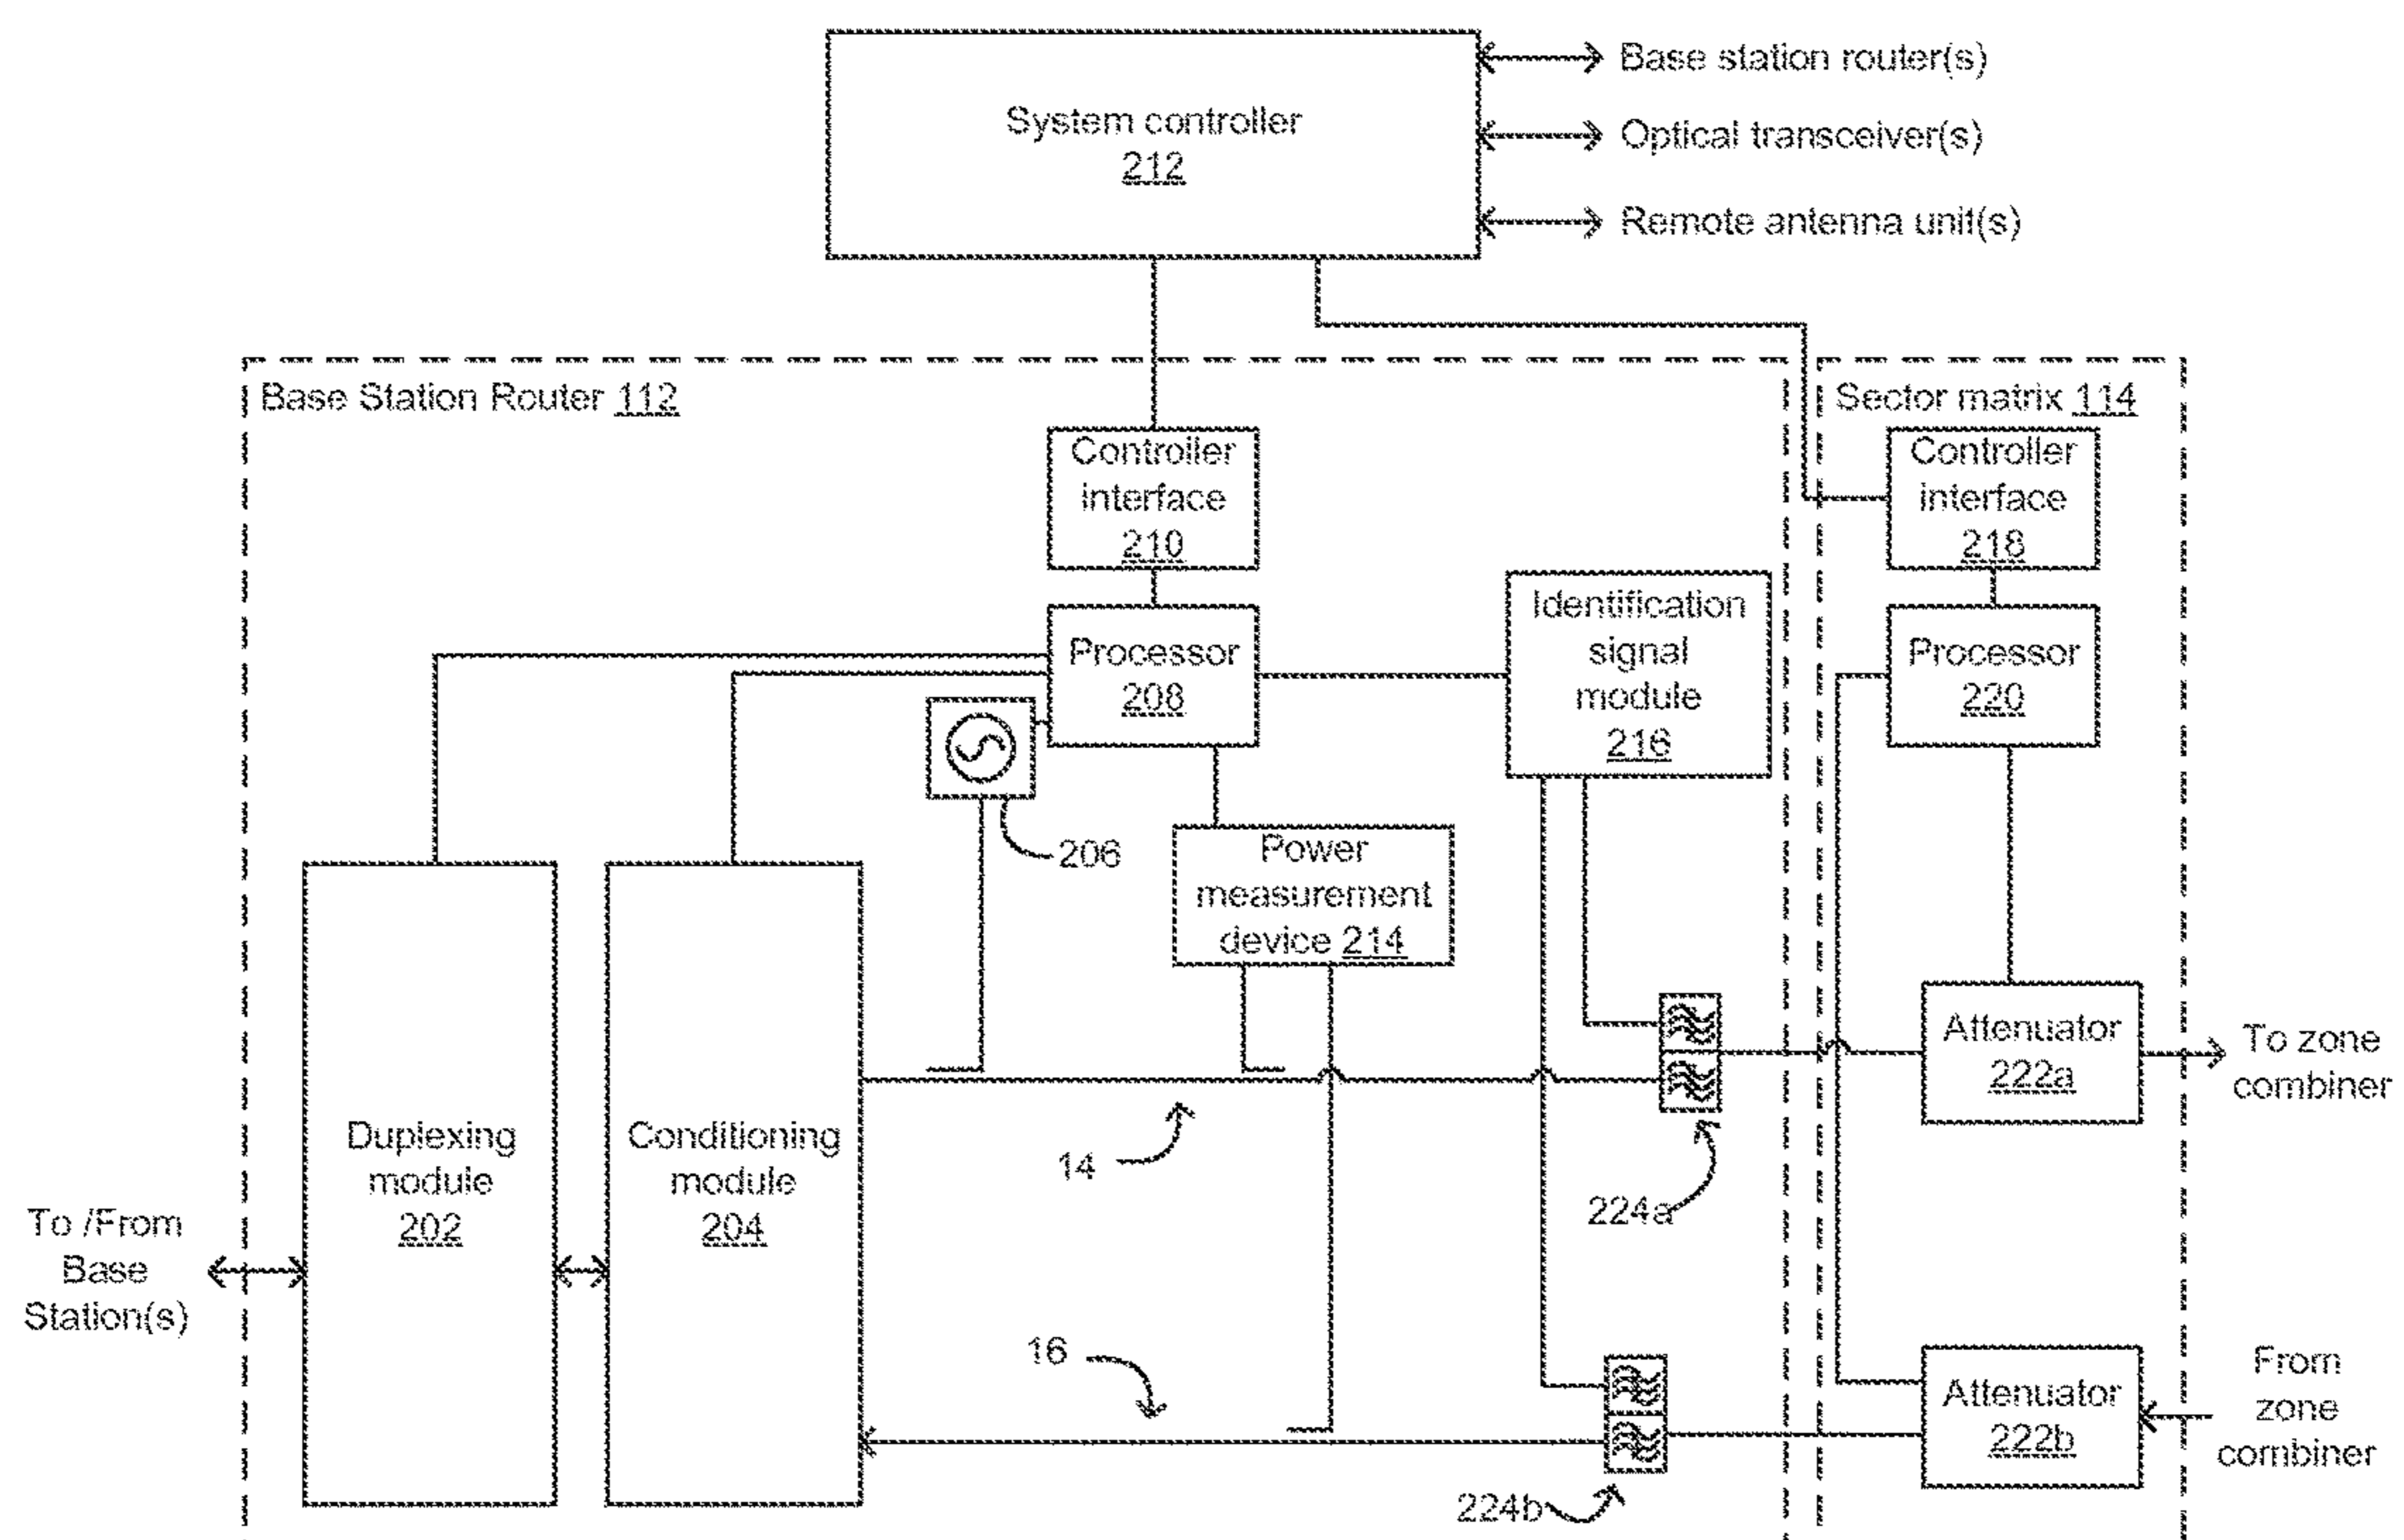 System controller
212
Base station router(s)
Optical transceiver(s)
Remote antenna unit(s)
Base Station Router 112
Sector matrix 114
Controller
interface
210
Controller
interface
218
Processor
208
Identification
signal
module
216
Processor
220
206
Power
measurement
device 214
Attenuator
222a
To zone
combiner
Duplexing
module
202
Conditioning
module
204
14
224a
To /From
Base
Station(s)
16
Attenuator
222b
From
zone
combiner
224b